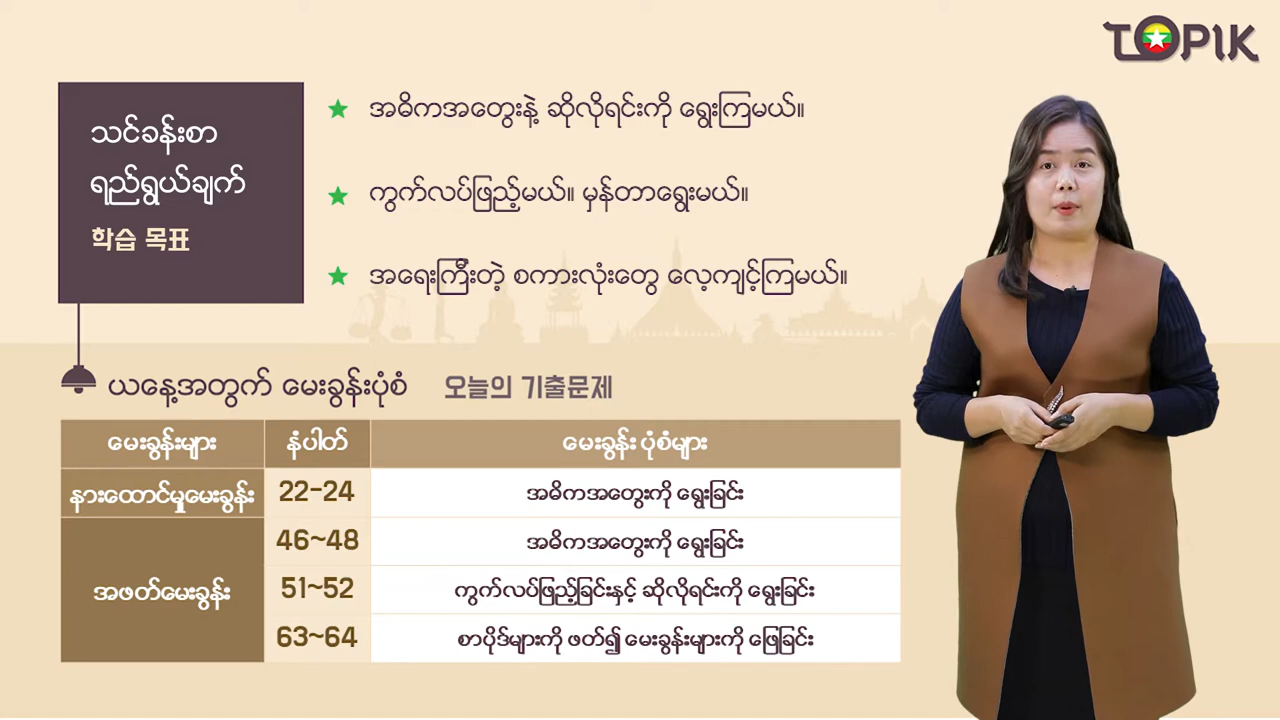 TOPIK
သင်ခန်းစာ
ရည်ရွယ်ချက်
학습 목표
အဓိကအတွေးနဲ့ ဆိုလိုရင်းကို ရွေးကြမယ်။
ကွက်လပ်ဖြည့်မယ်။ မှန်တာရွေးမယ်။
အရေးကြီးတဲ့ စကားလုံးတွေ လေ့ကျင့်ကြမယ်။
ယနေ့အတွက် မေးခွန်းပုံစံ 오늘의 기출문제
မေးခွန်းများ နံပါတ် မေးခွန်း ပုံစံများ
နားထောင်မှုမေးခွန်း 22-24 အဓိကအတွေးကို ရွေးခြင်း
အဖတ်မေးခွန်း
46~48 အဓိကအတွေးကို ရွေးခြင်း
51~52 ကွက်လပ်ဖြည့်ခြင်းနှင့် ဆိုလိုရင်းကို ရွေးခြင်း
63~64 စာပိုဒ်များကို ဖတ်၍ မေးခွန်းများကို ဖြေခြင်း